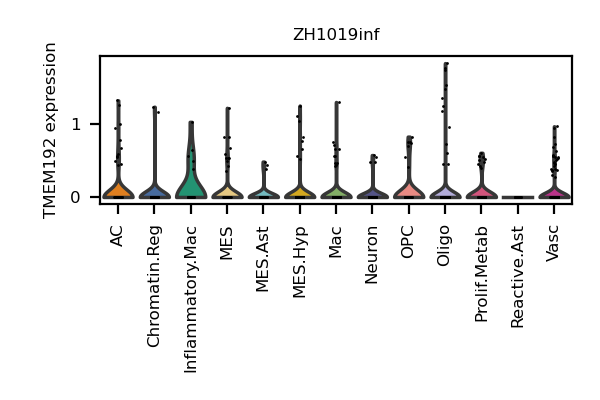 ZH1019inf
TMEM192 expression
1
0
AC
Chromatin.Reg
Inflammatory.Mac
MES
MES.Ast
MES.Hyp
Mac
Neuron
OPC
Oligo
Prolif.Metab
Reactive.Ast
Vasc